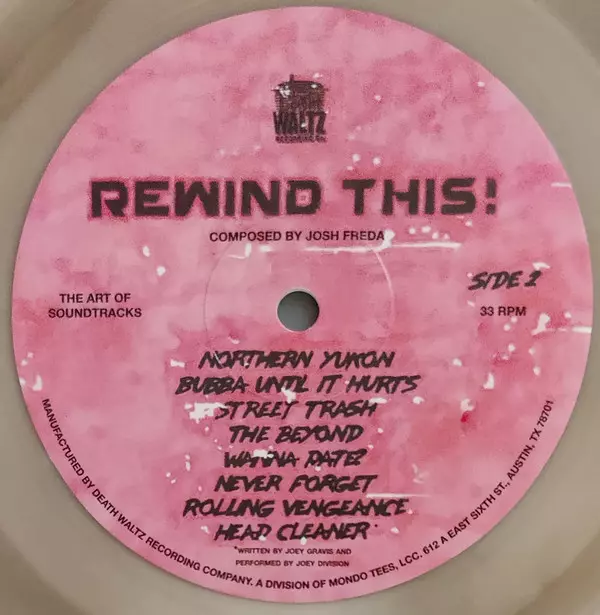 WALTZ
RECORDING CO.
REWIND THIS!
COMPOSED BY JOSH FREDA
THE ART OF
SOUNDTRACKS
SIDE 2
33 RPM
NORTHERN YUKON
BUBBA UNTIL IT HURTS
STREET TRASH
THE BEYOND
WANNA DATE?
NEVER FORGET
ROLLING VENGEANCE
HEAD CLEANER*
*WRITTEN BY JOEY GRAVIS AND
PERFORMED BY JOEY DIVISION
MANUFACTURED BY DEATH WALTZ RECORDING COMPANY. A DIVISION OF MONDO TEES, LCC. 612 A EAST SIXTH ST., AUSTIN, TX 78701